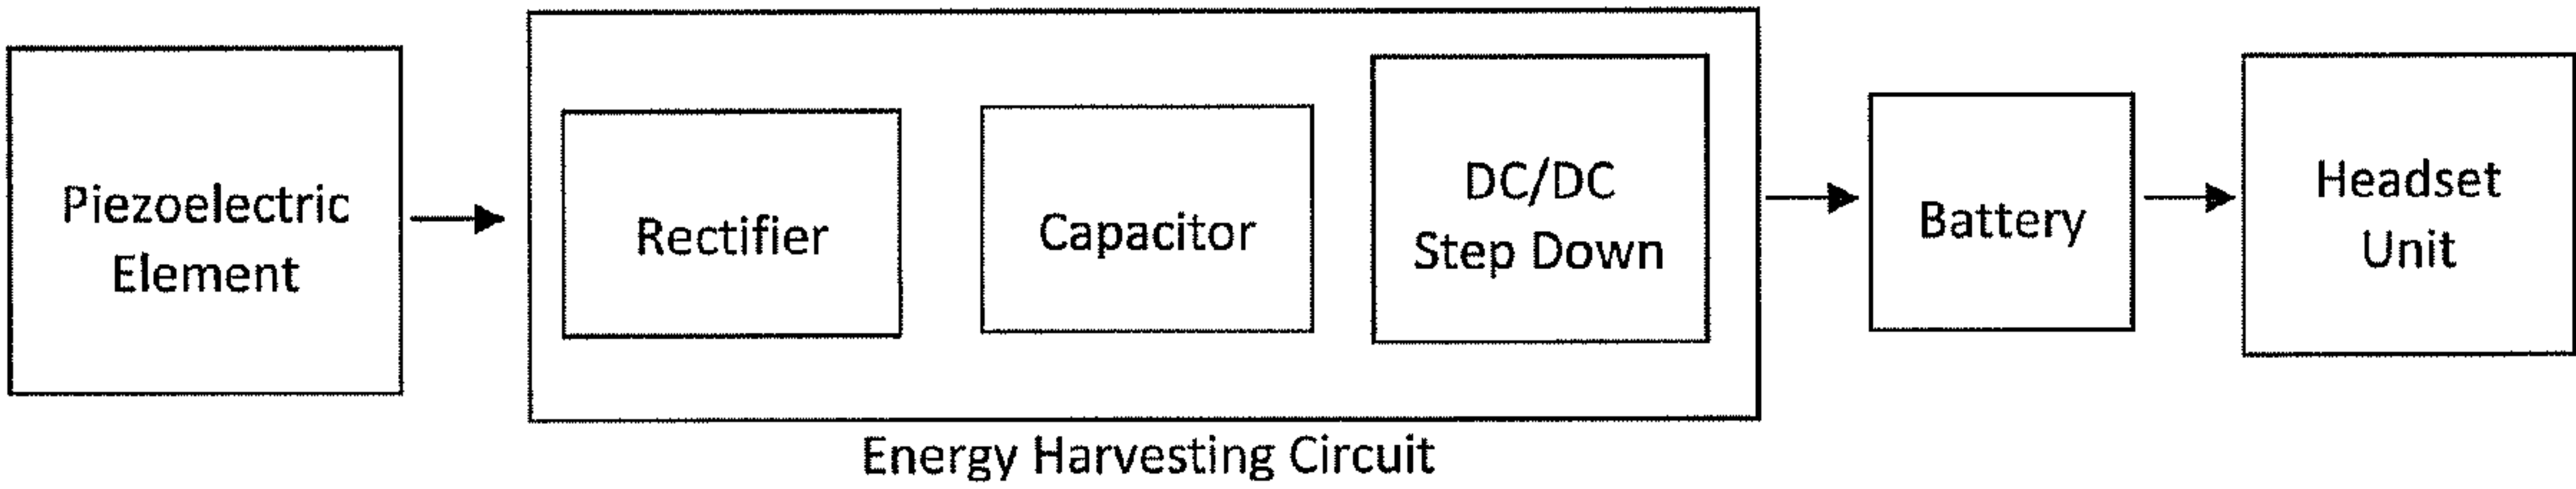 Piezoelectric
Element
Rectifier
Capacitor
DC/DC
Step Down
Battery
Headset
Unit
Energy Harvesting Circuit